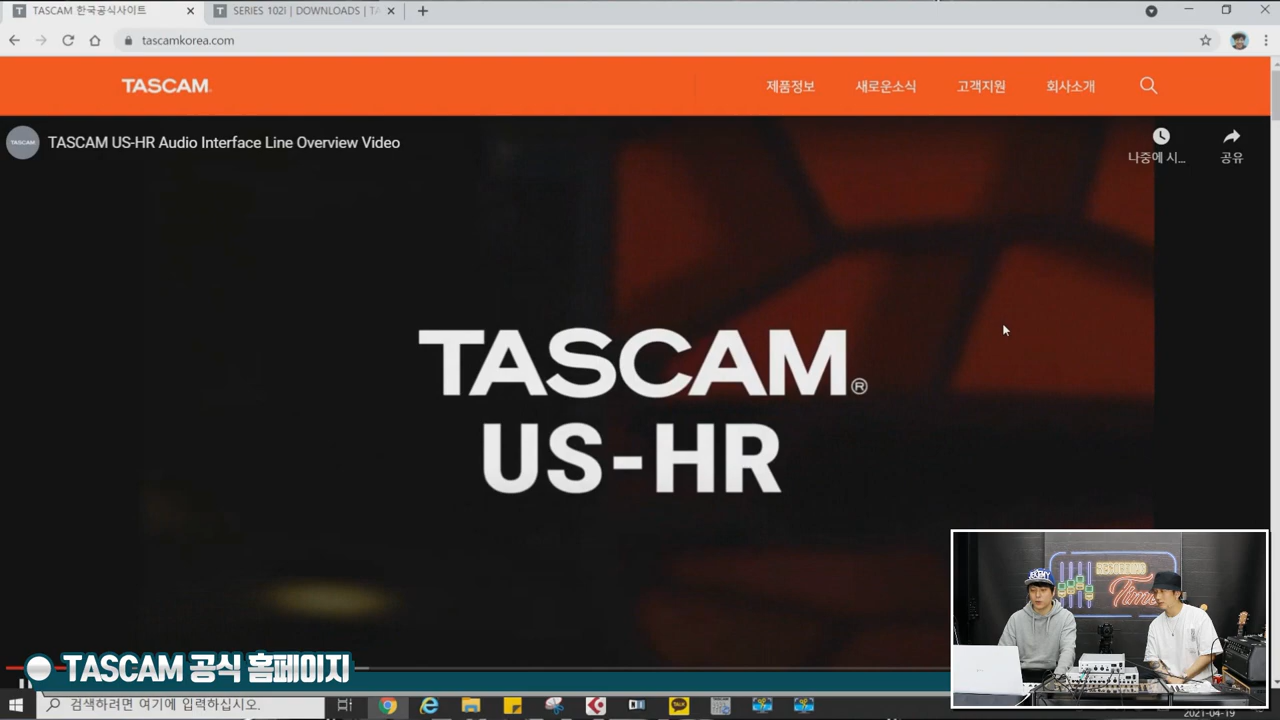 TASCAM 한국공식사이트
SERIES 102I | DOWNLOADS | TA
tascamkorea.com
TASCAM
제품정보
새로운소식
고객지원
회사소개
TASCAM
TASCAM US-HR Audio Interface Line Overview Video
나중에 시...
공유
TASCAM®
US-HR
Time
TASCAM 공식 홈페이지
검색하려면 여기에 입력하십시오.
TALK
2021-04-19